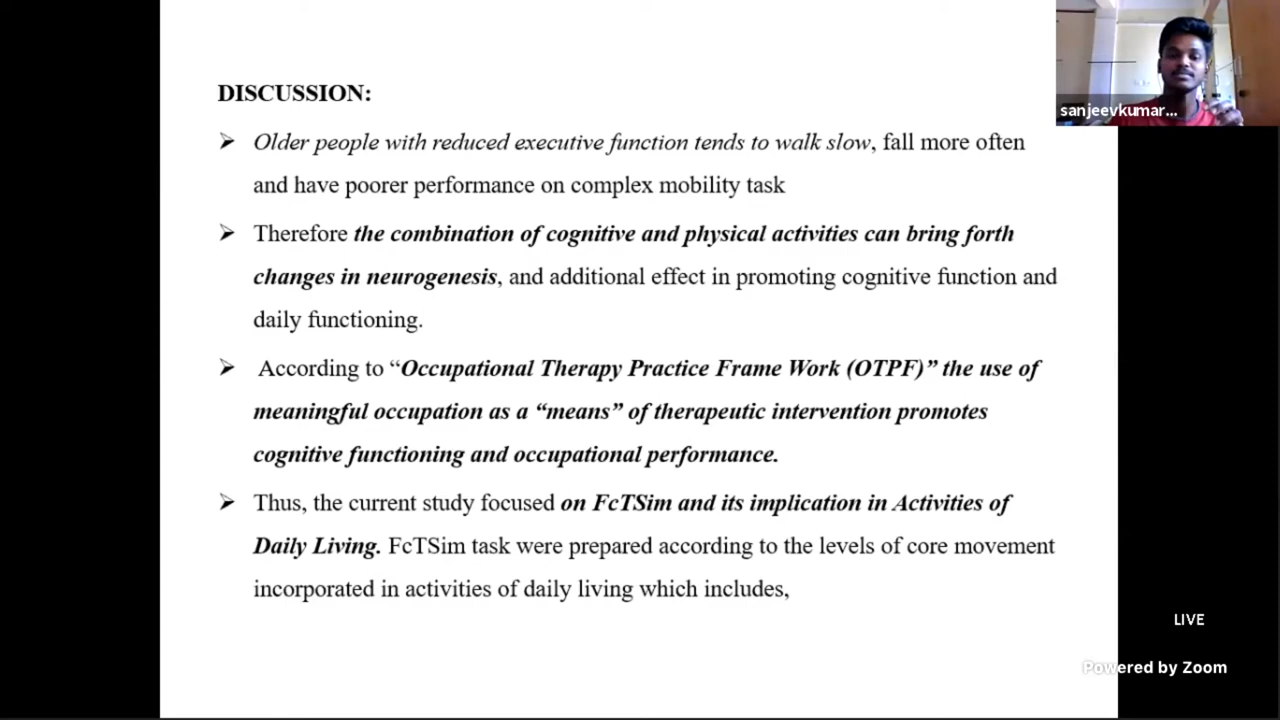 DISCUSSION:
sanjeevkumar...
➢ Older people with reduced executive function tends to walk slow, fall more often
and have poorer performance on complex mobility task
➢ Therefore the combination of cognitive and physical activities can bring forth
changes in neurogenesis, and additional effect in promoting cognitive function and
daily functioning.
➢ According to “Occupational Therapy Practice Frame Work (OTPF)” the use of
meaningful occupation as a “means” of therapeutic intervention promotes
cognitive functioning and occupational performance.
➢ Thus, the current study focused on FcTSim and its implication in Activities of
Daily Living. FcTSim task were prepared according to the levels of core movement
incorporated in activities of daily living which includes,
LIVE
Powered by Zoom